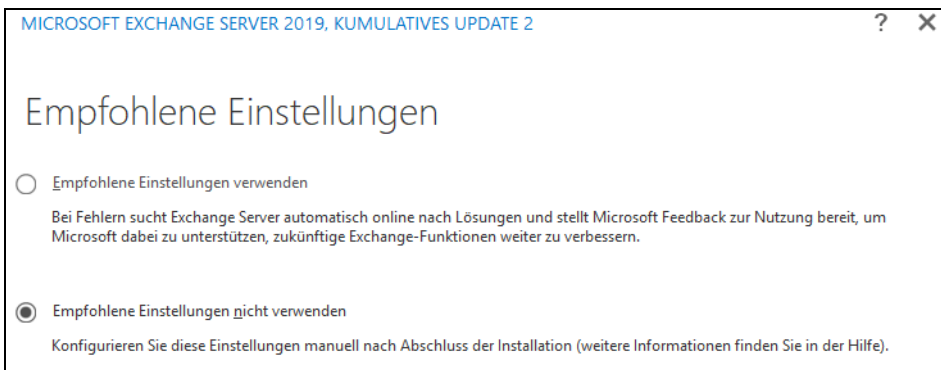 MICROSOFT EXCHANGE SERVER 2019, KUMULATIVES UPDATE 2 ? ✕
Empfohlene Einstellungen
Empfohlene Einstellungen verwenden
Bei Fehlern sucht Exchange Server automatisch online nach Lösungen und stellt Microsoft Feedback zur Nutzung bereit, um
Microsoft dabei zu unterstützen, zukünftige Exchange-Funktionen weiter zu verbessern.
Empfohlene Einstellungen nicht verwenden
Konfigurieren Sie diese Einstellungen manuell nach Abschluss der Installation (weitere Informationen finden Sie in der Hilfe).